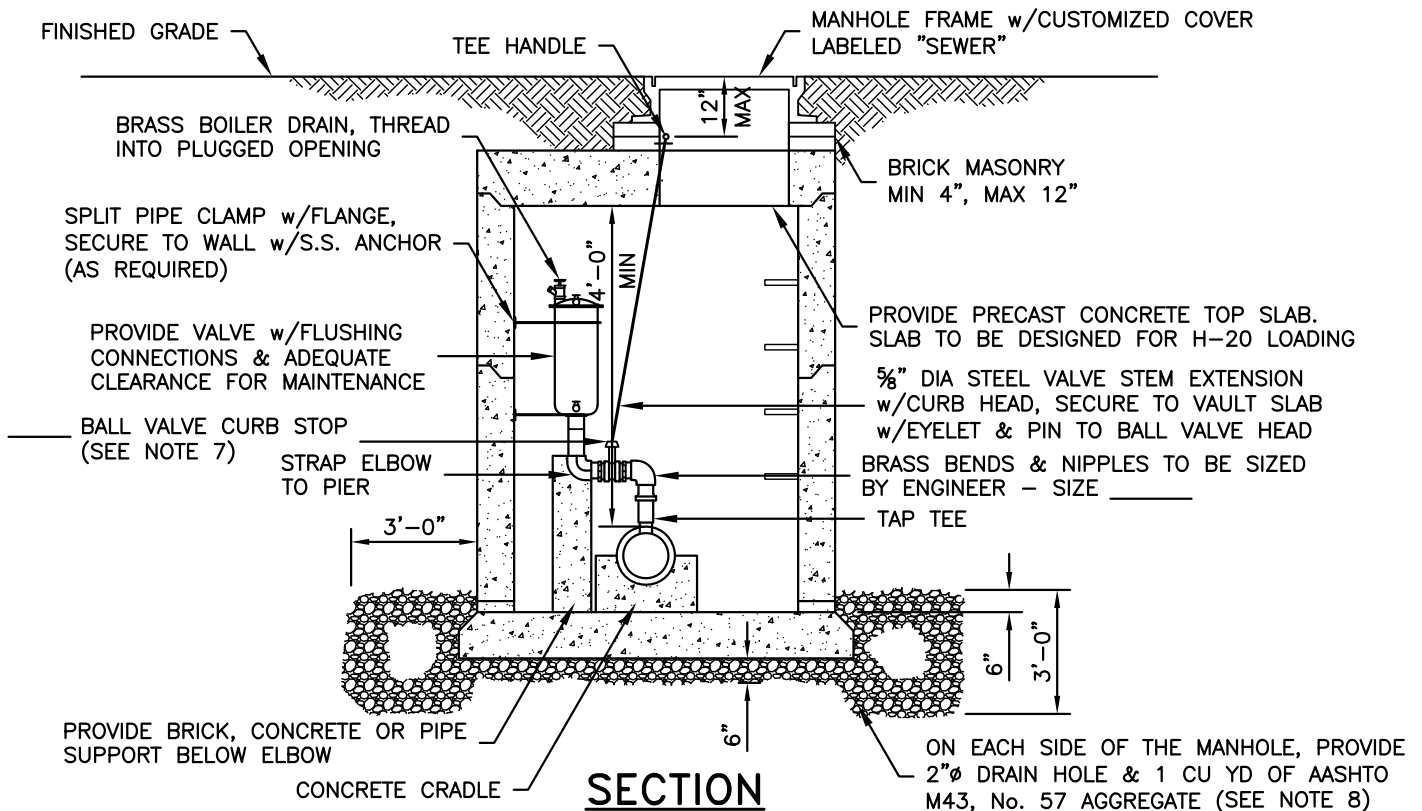 FINISHED GRADE
TEE HANDLE
MANHOLE FRAME w/CUSTOMIZED COVER
LABELED "SEWER"
12"
MAX
BRASS BOILER DRAIN, THREAD
INTO PLUGGED OPENING
BRICK MASONRY
MIN 4", MAX 12"
SPLIT PIPE CLAMP w/FLANGE,
SECURE TO WALL w/S.S. ANCHOR
(AS REQUIRED)
4'-0"
MIN
PROVIDE PRECAST CONCRETE TOP SLAB.
SLAB TO BE DESIGNED FOR H-20 LOADING
PROVIDE VALVE w/FLUSHING
CONNECTIONS & ADEQUATE
CLEARANCE FOR MAINTENANCE
⅝" DIA STEEL VALVE STEM EXTENSION
w/CURB HEAD, SECURE TO VAULT SLAB
w/EYELET & PIN TO BALL VALVE HEAD
BALL VALVE CURB STOP
(SEE NOTE 7)
STRAP ELBOW
TO PIER
BRASS BENDS & NIPPLES TO BE SIZED
BY ENGINEER - SIZE ________
TAP TEE
3'-0"
6"
3'-0"
6"
PROVIDE BRICK, CONCRETE OR PIPE
SUPPORT BELOW ELBOW
CONCRETE CRADLE
ON EACH SIDE OF THE MANHOLE, PROVIDE
2"ø DRAIN HOLE & 1 CU YD OF AASHTO
M43, No. 57 AGGREGATE (SEE NOTE 8)
SECTION